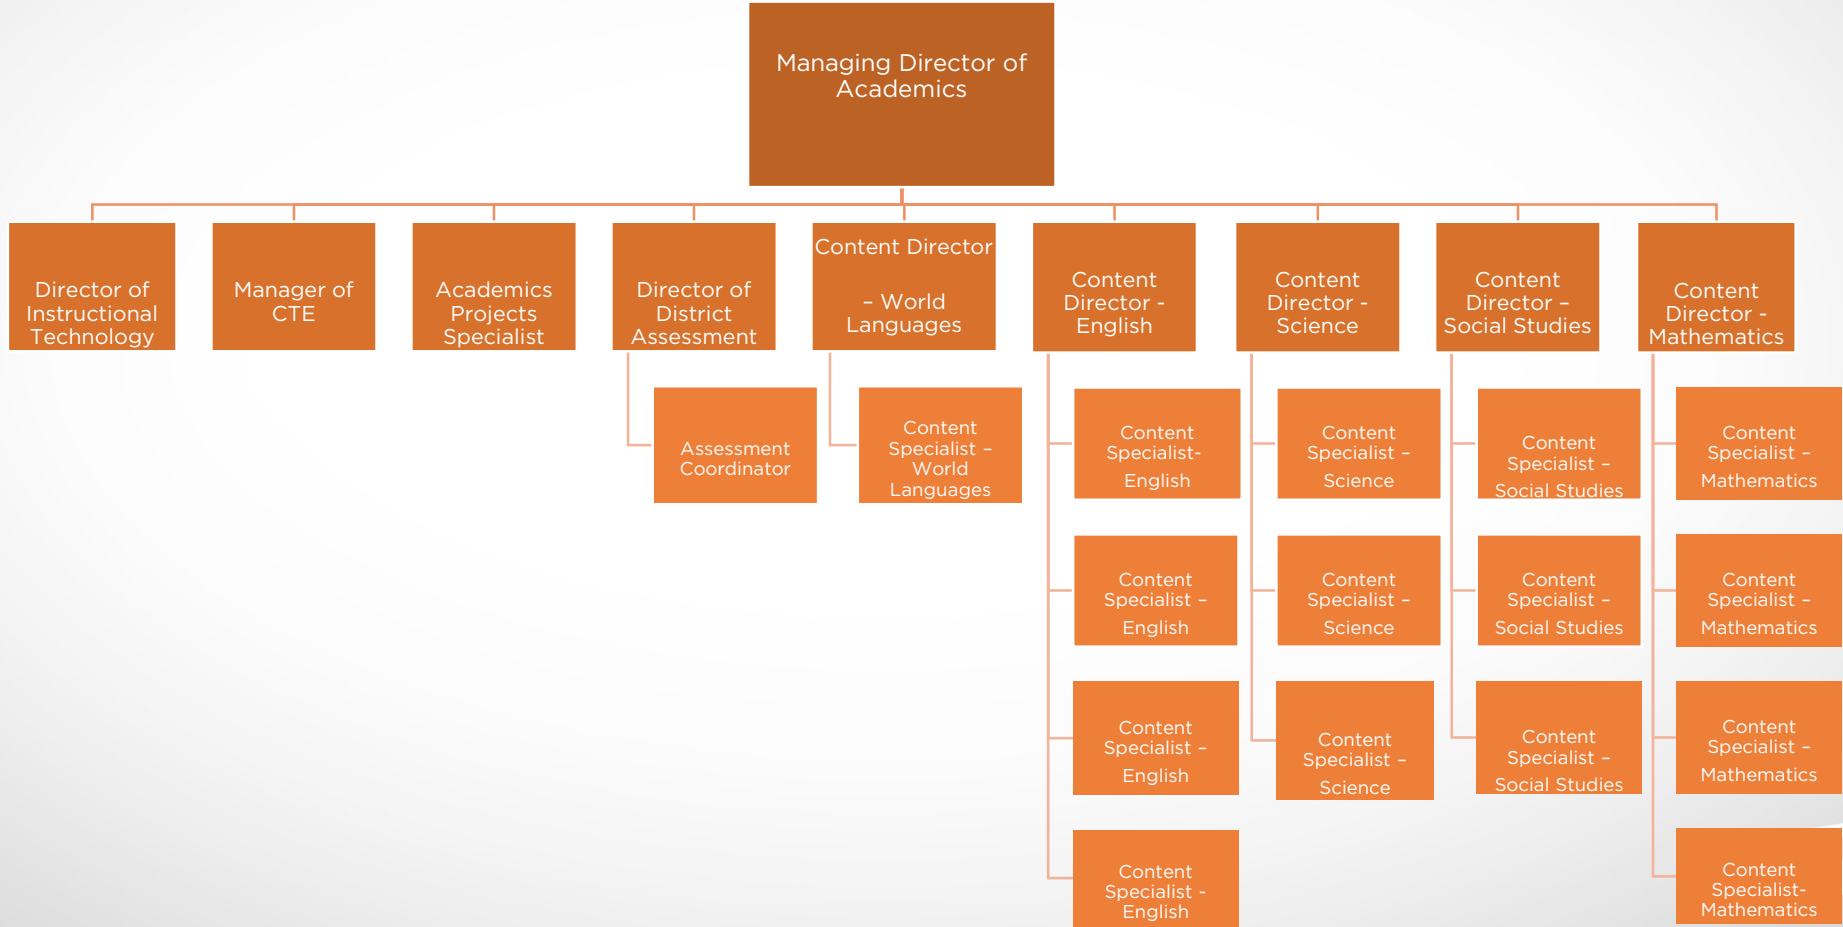 Managing Director of
Academics
Director of
Instructional
Technology
Manager of
CTE
Academics
Projects
Specialist
Director of
District
Assessment
Content Director
– World
Languages
Content
Director -
English
Content
Director -
Science
Content
Director –
Social Studies
Content
Director -
Mathematics
Assessment
Coordinator
Content
Specialist –
World
Languages
Content
Specialist-
English
Content
Specialist –
Science
Content
Specialist –
Social Studies
Content
Specialist –
Mathematics
Content
Specialist –
English
Content
Specialist –
Science
Content
Specialist –
Social Studies
Content
Specialist –
Mathematics
Content
Specialist –
English
Content
Specialist –
Science
Content
Specialist –
Social Studies
Content
Specialist –
Mathematics
Content
Specialist -
English
Content
Specialist-
Mathematics